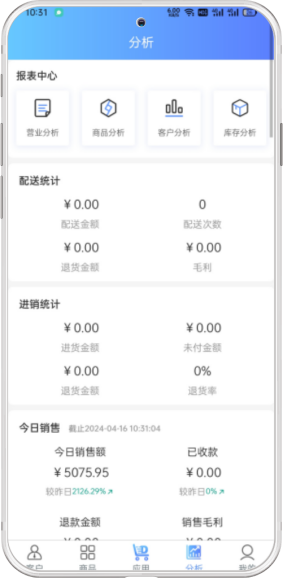 10:31
分析
报表中心
营业分析 商品分析 客户分析 库存分析
配送统计
¥ 0.00 0
配送金额 配送次数
¥ 0.00 ¥ 0.00
退货金额 毛利
进销统计
¥ 0.00 ¥ 0.00
进货金额 未付金额
¥ 0.00 0%
退货金额 退货率
今日销售 截止2024-04-16 10:31:04
今日销售额 已收款
¥ 5075.95 ¥ 0.00
较昨日2126.29% 较昨日0%
退款金额 销售毛利
¥ 0.00 ¥ 0.00
客户 商品 应用 分析 我的